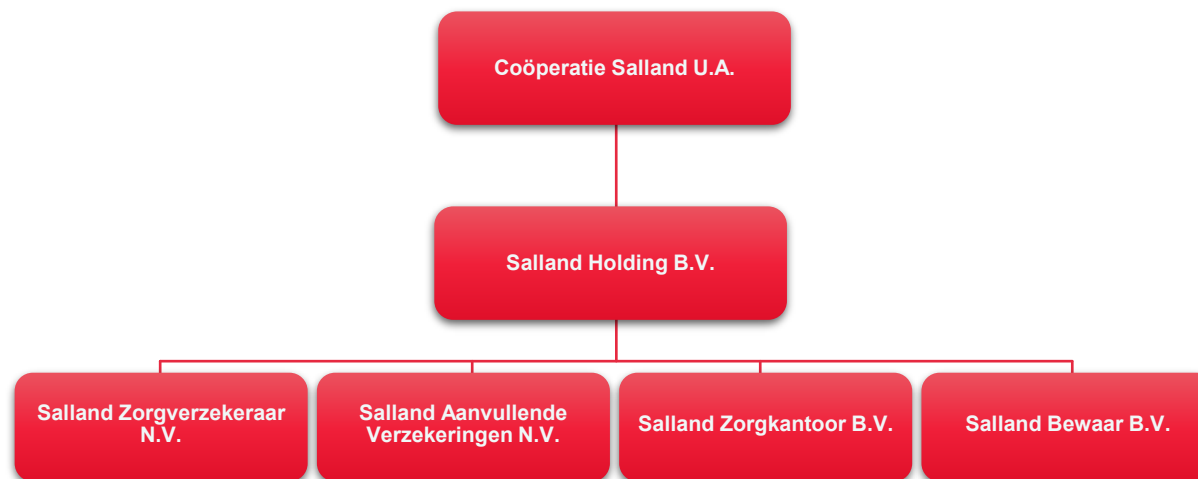 Coöperatie Salland U.A.
Salland Holding B.V.
Salland Zorgverzekeraar
N.V.
Salland Aanvullende
Verzekeringen N.V.
Salland Zorgkantoor B.V.
Salland Bewaar B.V.